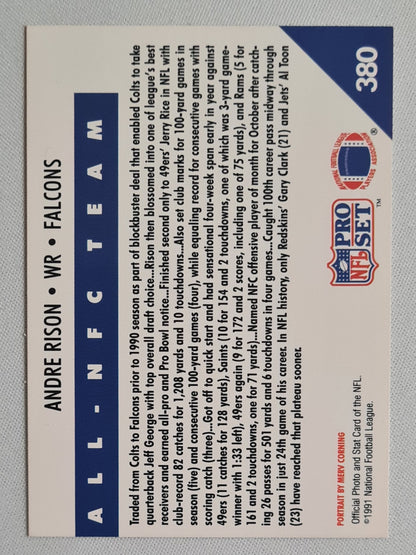 ANDRE RISON • WR • FALCONS
ALL-NFC TEAM
Traded from Colts to Falcons prior to 1990 season as part of blockbuster deal that enabled Colts to take
quarterback Jeff George with top overall draft choice...Rison then blossomed into one of league's best
receivers and earned all-pro and Pro Bowl notice...Finished second only to 49ers' Jerry Rice in NFL with
club-record 82 catches for 1,208 yards and 10 touchdowns...Also set club marks for 100-yard games in
season (five) and consecutive 100-yard games (four), while equaling record for consecutive games with
scoring catch (three)...Got off to quick start and had sensational four-week span early in year against
49ers (11 catches for 128 yards), Saints (10 for 154 and 2 touchdowns, one of which was 3-yard game-
winner with 1:33 left), 49ers again (9 for 172 and 2 scores, including one of 75 yards), and Rams (5 for
161 and 2 touchdowns, one for 71 yards)...Named NFC offensive player of month for October after catch-
ing 26 passes for 501 yards and 6 touchdowns in four games...Caught 100th career pass midway through
season in just 24th game of his career. In NFL history, only Redskins' Gary Clark (21) and Jets' Al Toon
(23) have reached that plateau sooner.
PORTRAIT BY MERV CORNING
Official Photo and Stat Card of the NFL.
©1991 National Football League.
PRO
NFL SET™
NATIONAL FOOTBALL LEAGUE
PLAYERS ASSOCIATION
®
380